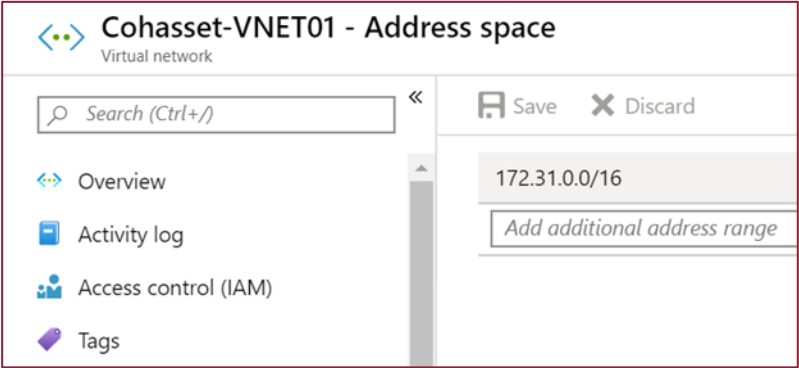 Cohasset-VNET01 - Address space
Virtual network
Search (Ctrl+/)
«
Save
Discard
Overview
Activity log
Access control (IAM)
Tags
172.31.0.0/16
Add additional address range